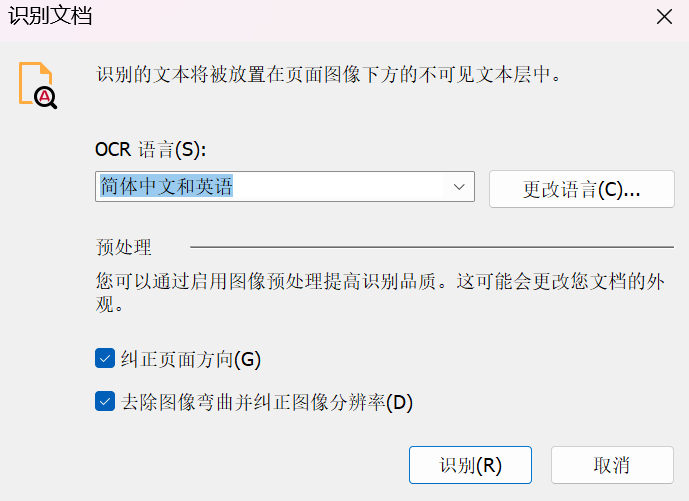 识别文档
识别的文本将被放置在页面图像下方的不可见文本层中。
OCR 语言(S):
简体中文和英语
更改语言(C)...
预处理
您可以通过启用图像预处理提高识别品质。这可能会更改您文档的外
观。
纠正页面方向(G)
去除图像弯曲并纠正图像分辨率(D)
识别(R)
取消